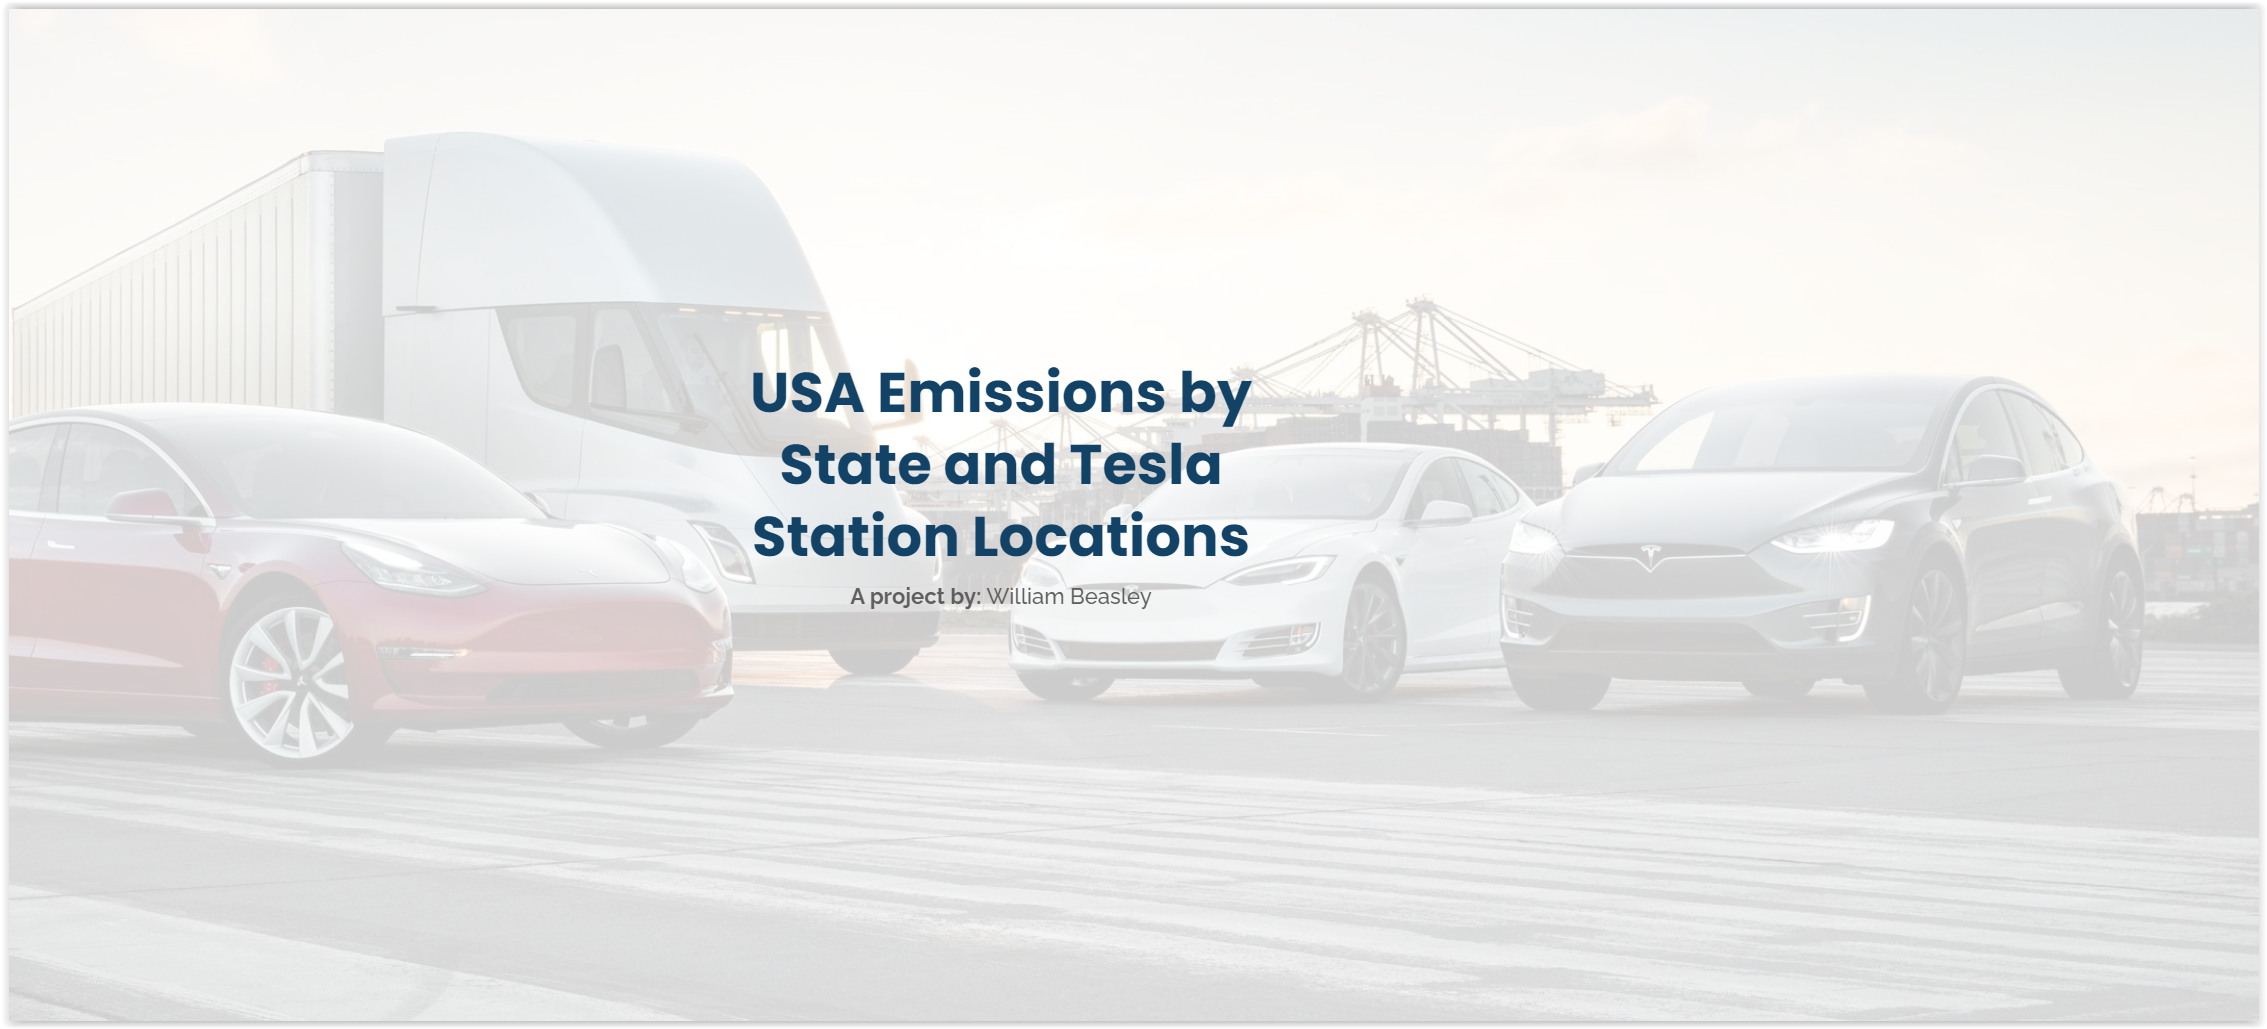 USA Emissions by
State and Tesla
Station Locations
A project by: William Beasley